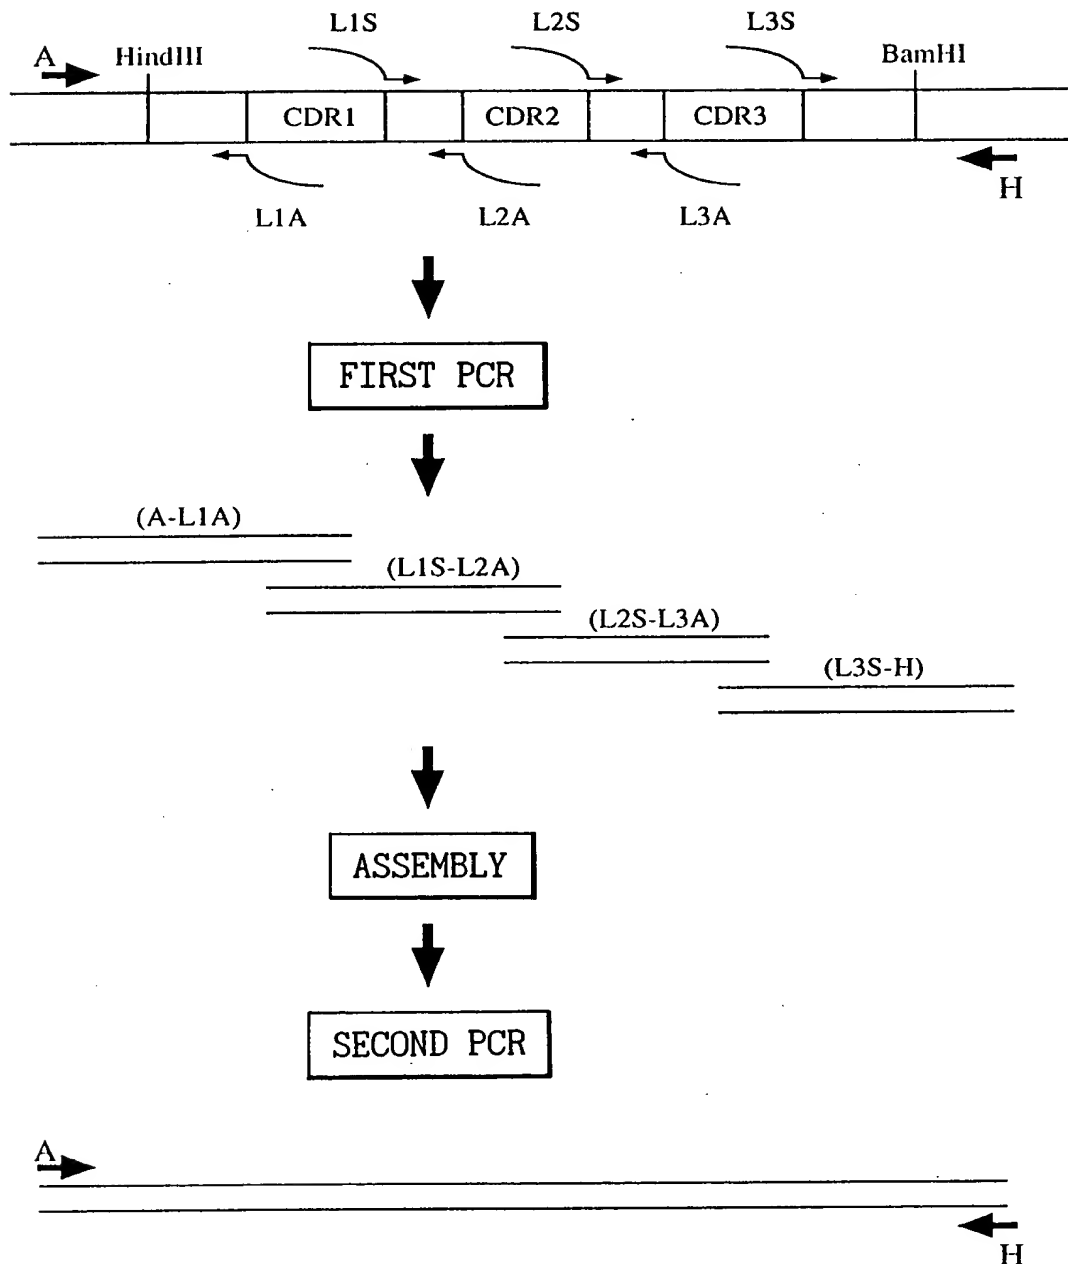 L1S L2S L3S
A HindIII BamHI
CDR1 CDR2 CDR3
L1A L2A L3A H
FIRST PCR
(A-L1A)
(L1S-L2A)
(L2S-L3A)
(L3S-H)
ASSEMBLY
SECOND PCR
A
H